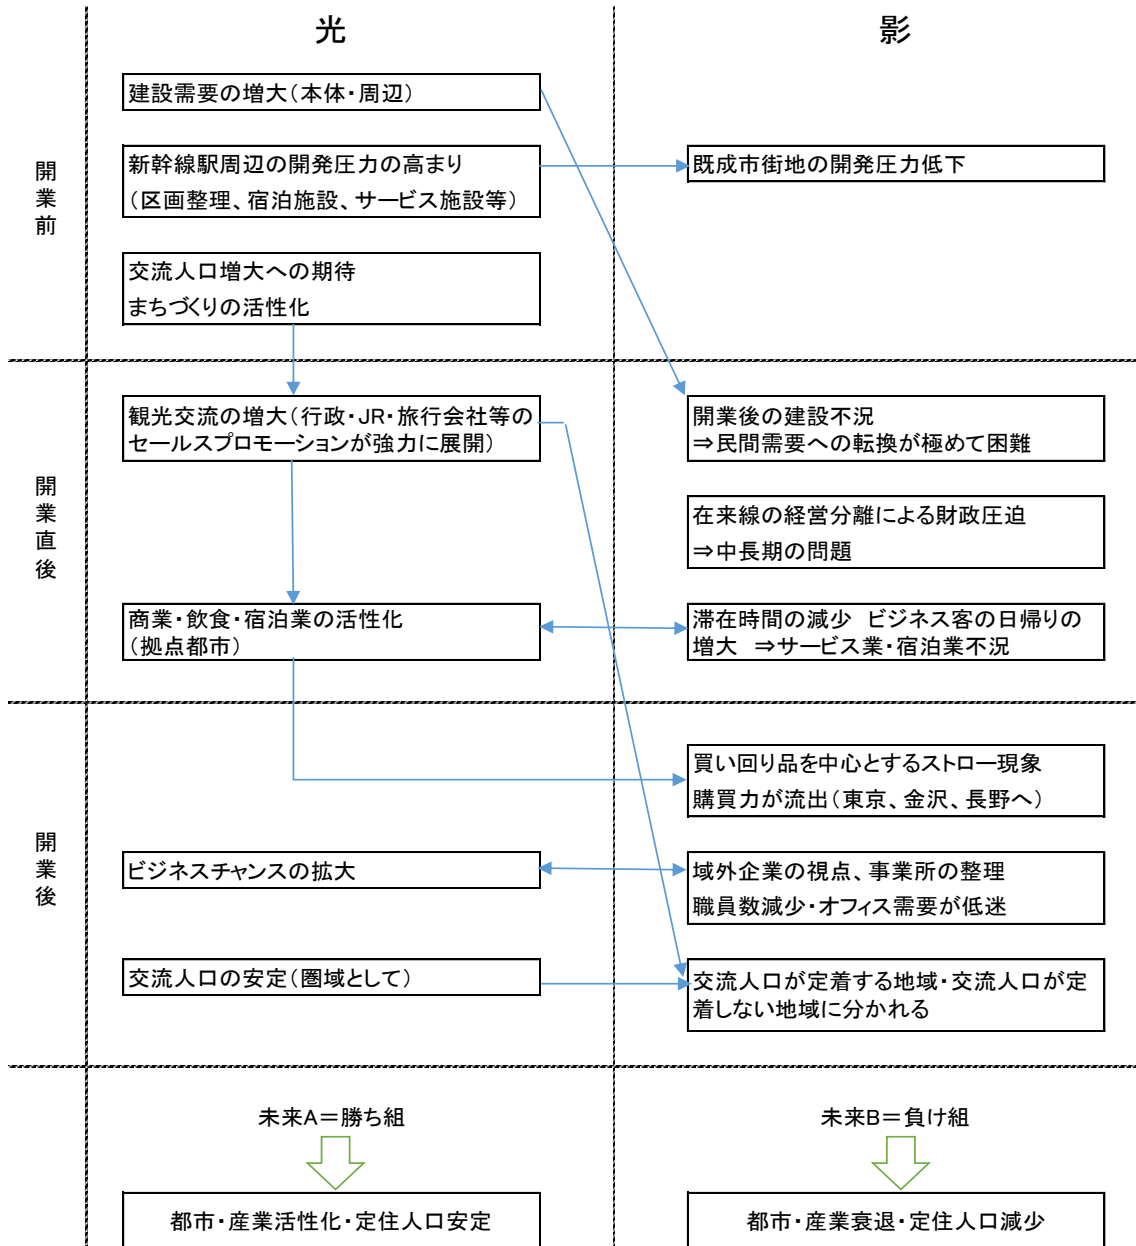 光
影
開業前
建設需要の増大（本体・周辺）
新幹線駅周辺の開発圧力の高まり
（区画整理、宿泊施設、サービス施設等）
既成市街地の開発圧力低下
交流人口増大への期待
まちづくりの活性化
開業直後
観光交流の増大（行政・JR・旅行会社等の
セールスプロモーションが強力に展開）
開業後の建設不況
⇒民間需要への転換が極めて困難
在来線の経営分離による財政圧迫
⇒中長期の問題
商業・飲食・宿泊業の活性化
（拠点都市）
滞在時間の減少　ビジネス客の日帰りの
増大　⇒サービス業・宿泊業不況
開業後
買い回り品を中心とするストロー現象
購買力が流出（東京、金沢、長野へ）
ビジネスチャンスの拡大
域外企業の視点、事業所の整理
職員数減少・オフィス需要が低迷
交流人口の安定（圏域として）
交流人口が定着する地域・交流人口が定
着しない地域に分かれる
未来A＝勝ち組
未来B＝負け組
都市・産業活性化・定住人口安定
都市・産業衰退・定住人口減少